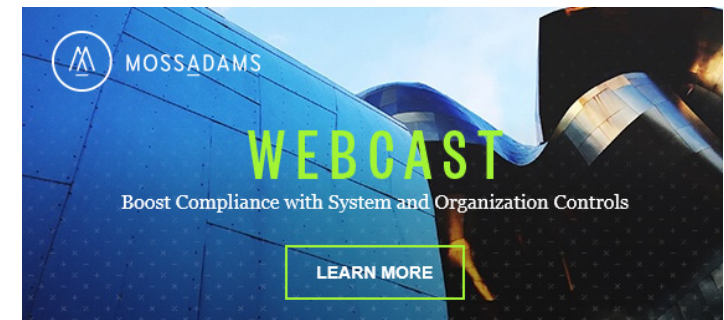 MOSSADAMS
WEBCAST
Boost Compliance with System and Organization Controls
LEARN MORE